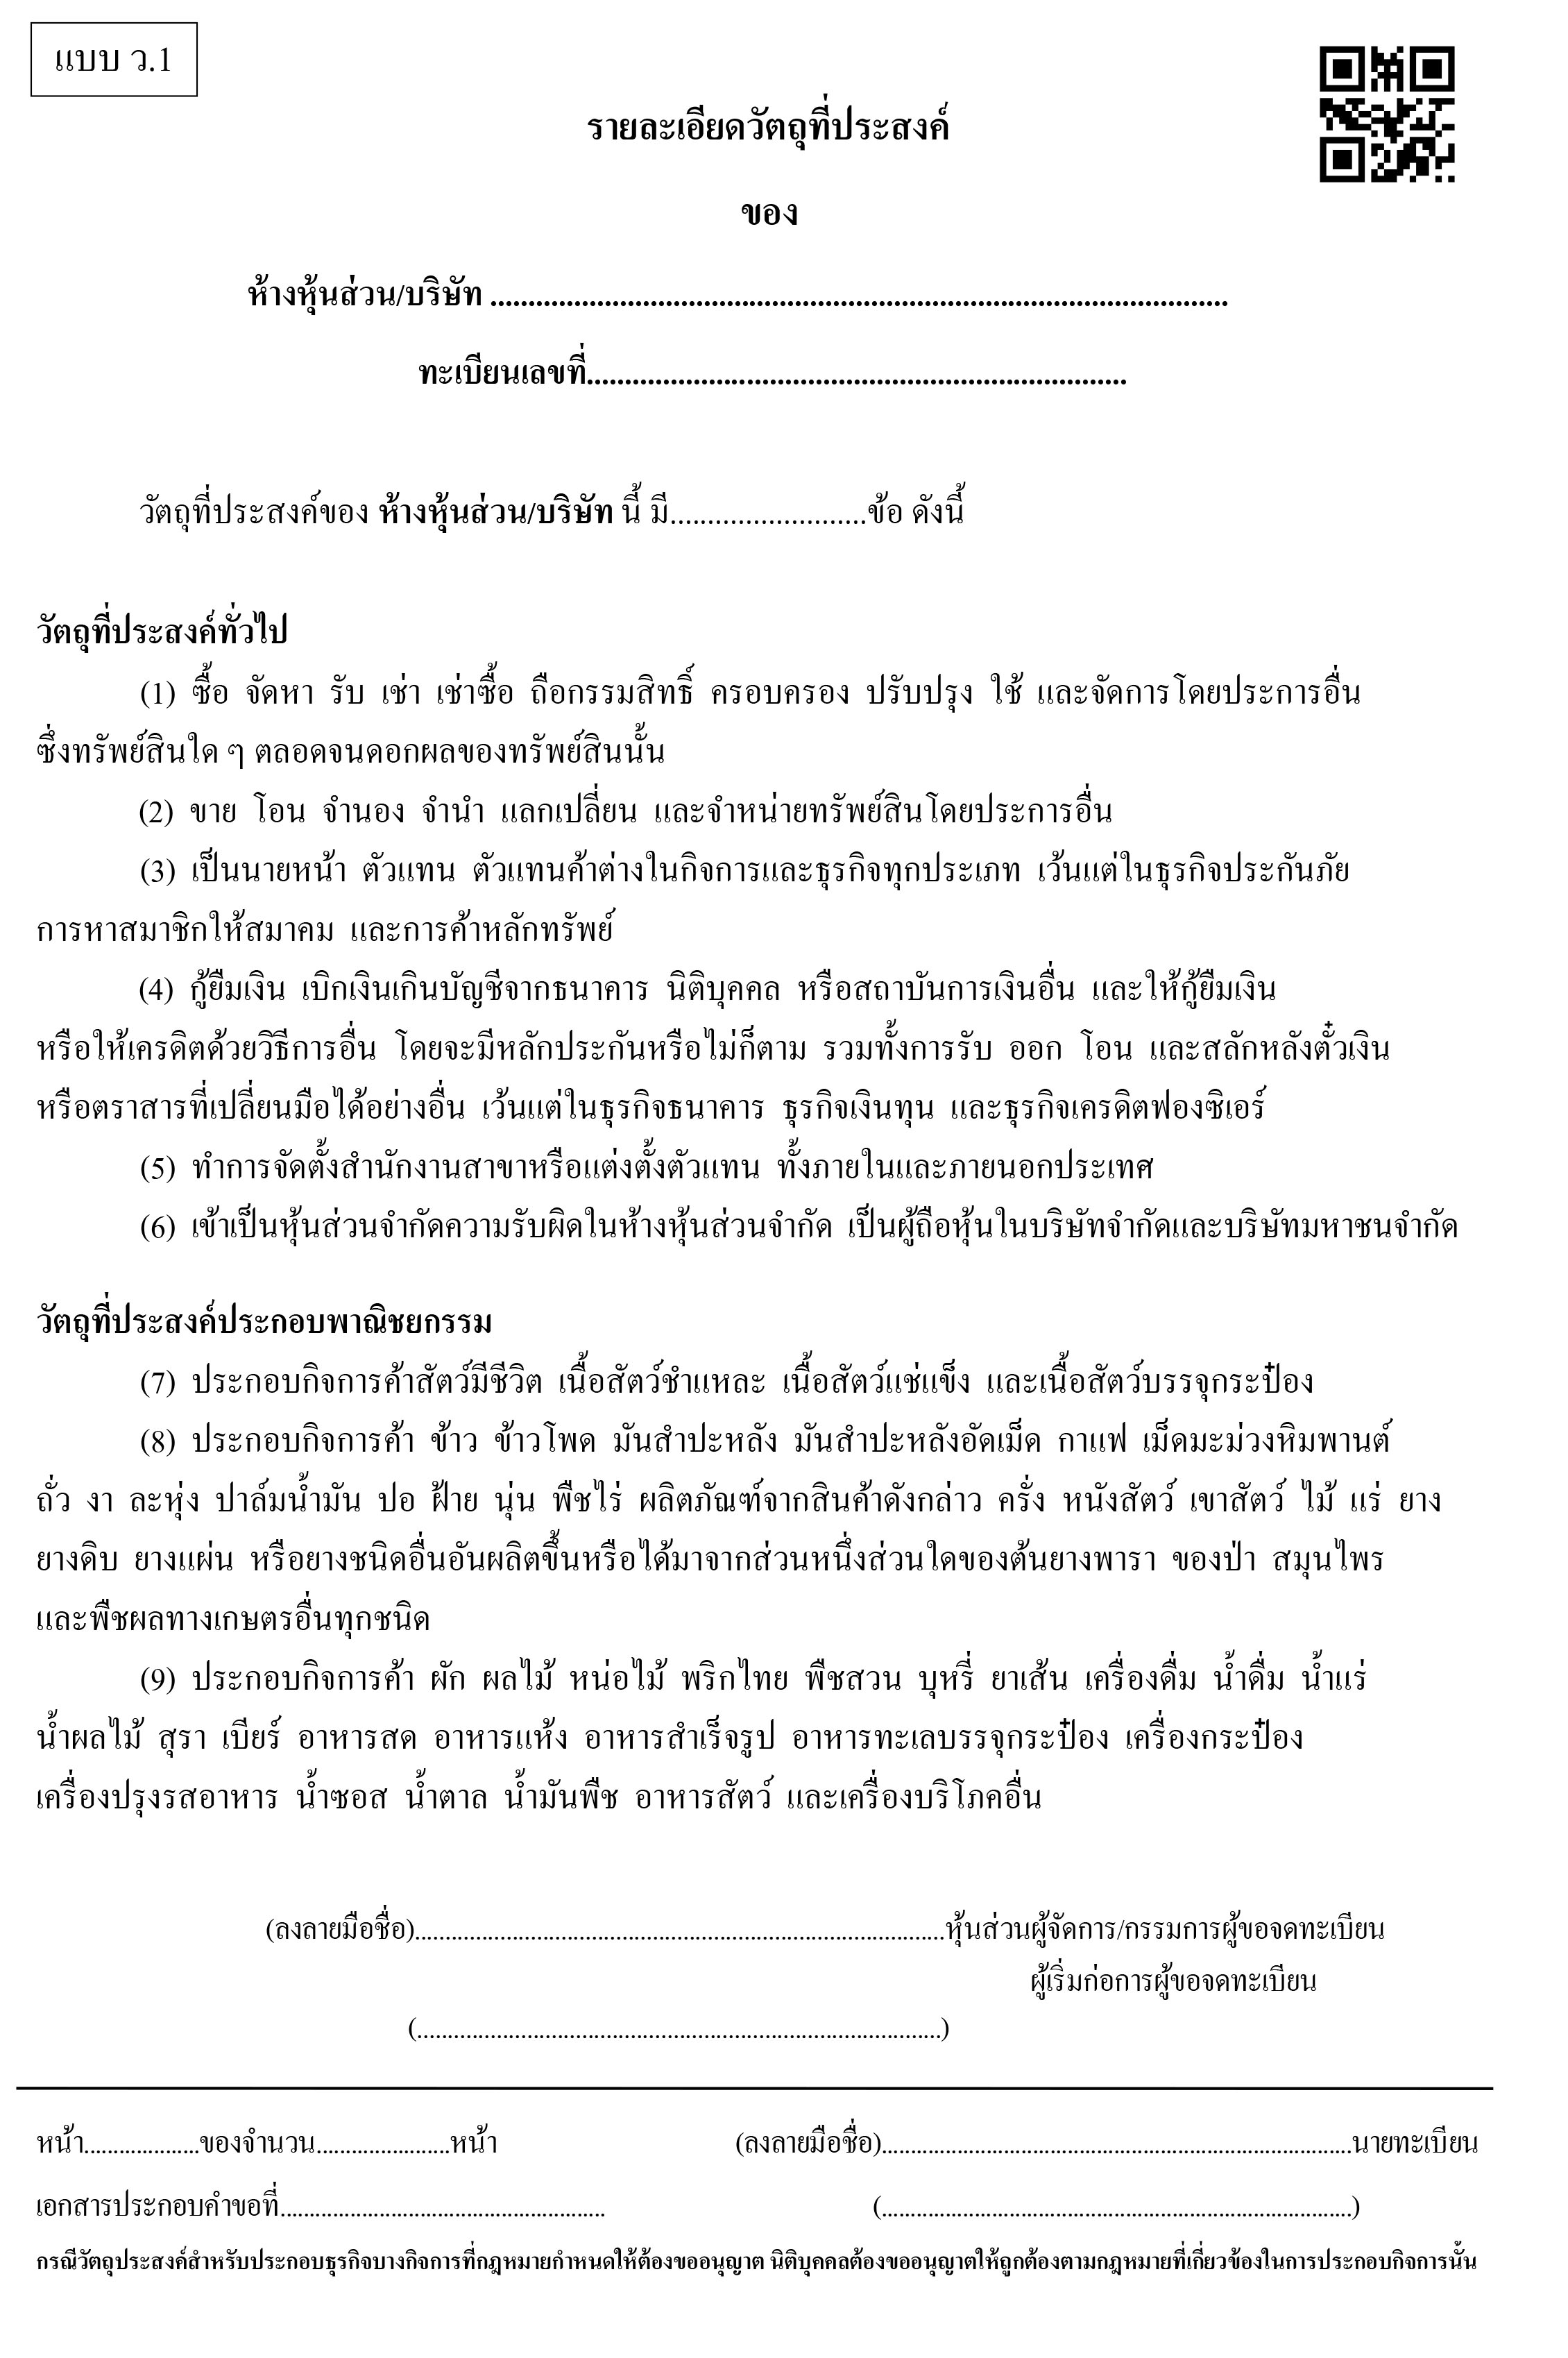 แบบ ว.1
รายละเอียดวัตถุที่ประสงค์
ของ
ห้างหุ้นส่วน/บริษัท ..................................................................................................
ทะเบียนเลขที่.......................................................................
วัตถุที่ประสงค์ของ ห้างหุ้นส่วน/บริษัท นี้ มี..........................ข้อ ดังนี้
วัตถุที่ประสงค์ทั่วไป
(1) ซื้อ จัดหา รับ เช่า เช่าซื้อ ถือกรรมสิทธิ์ ครอบครอง ปรับปรุง ใช้ และจัดการโดยประการอื่น
ซึ่งทรัพย์สินใด ๆ ตลอดจนดอกผลของทรัพย์สินนั้น
(2) ขาย โอน จำนอง จำนำ แลกเปลี่ยน และจำหน่ายทรัพย์สินโดยประการอื่น
(3) เป็นนายหน้า ตัวแทน ตัวแทนค้าต่างในกิจการและธุรกิจทุกประเภท เว้นแต่ในธุรกิจประกันภัย
การหาสมาชิกให้สมาคม และการค้าหลักทรัพย์
(4) กู้ยืมเงิน เบิกเงินเกินบัญชีจากธนาคาร นิติบุคคล หรือสถาบันการเงินอื่น และให้กู้ยืมเงิน
หรือให้เครดิตด้วยวิธีการอื่น โดยจะมีหลักประกันหรือไม่ก็ตาม รวมทั้งการรับ ออก โอน และสลักหลังตั๋วเงิน
หรือตราสารที่เปลี่ยนมือได้อย่างอื่น เว้นแต่ในธุรกิจธนาคาร ธุรกิจเงินทุน และธุรกิจเครดิตฟองซิเอร์
(5) ทำการจัดตั้งสำนักงานสาขาหรือแต่งตั้งตัวแทน ทั้งภายในและภายนอกประเทศ
(6) เข้าเป็นหุ้นส่วนจำกัดความรับผิดในห้างหุ้นส่วนจำกัด เป็นผู้ถือหุ้นในบริษัทจำกัดและบริษัทมหาชนจำกัด
วัตถุที่ประสงค์ประกอบพาณิชยกรรม
(7) ประกอบกิจการค้าสัตว์มีชีวิต เนื้อสัตว์ชำแหละ เนื้อสัตว์แช่แข็ง และเนื้อสัตว์บรรจุกระป๋อง
(8) ประกอบกิจการค้า ข้าว ข้าวโพด มันสำปะหลัง มันสำปะหลังอัดเม็ด กาแฟ เม็ดมะม่วงหิมพานต์
ถั่ว งา ละหุ่ง ปาล์มน้ำมัน ปอ ฝ้าย นุ่น พืชไร่ ผลิตภัณฑ์จากสินค้าดังกล่าว ครั่ง หนังสัตว์ เขาสัตว์ ไม้ แร่ ยาง
ยางดิบ ยางแผ่น หรือยางชนิดอื่นอันผลิตขึ้นหรือได้มาจากส่วนหนึ่งส่วนใดของต้นยางพารา ของป่า สมุนไพร
และพืชผลทางเกษตรอื่นทุกชนิด
(9) ประกอบกิจการค้า ผัก ผลไม้ หน่อไม้ พริกไทย พืชสวน บุหรี่ ยาเส้น เครื่องดื่ม น้ำดื่ม น้ำแร่
น้ำผลไม้ สุรา เบียร์ อาหารสด อาหารแห้ง อาหารสำเร็จรูป อาหารทะเลบรรจุกระป๋อง เครื่องกระป๋อง
เครื่องปรุงรสอาหาร น้ำซอส น้ำตาล น้ำมันพืช อาหารสัตว์ และเครื่องบริโภคอื่น
(ลงลายมือชื่อ)..........................................................................................หุ้นส่วนผู้จัดการ/กรรมการผู้ขอจดทะเบียน
ผู้เริ่มก่อการผู้ขอจดทะเบียน
(.........................................................................................)
หน้า....................ของจำนวน.......................หน้า (ลงลายมือชื่อ)................................................................................นายทะเบียน
เอกสารประกอบคำขอที่........................................................ (................................................................................)
กรณีวัตถุประสงค์สำหรับประกอบธุรกิจบางกิจการที่กฎหมายกำหนดให้ต้องขออนุญาต นิติบุคคลต้องขออนุญาตให้ถูกต้องตามกฎหมายที่เกี่ยวข้องในการประกอบกิจการนั้น